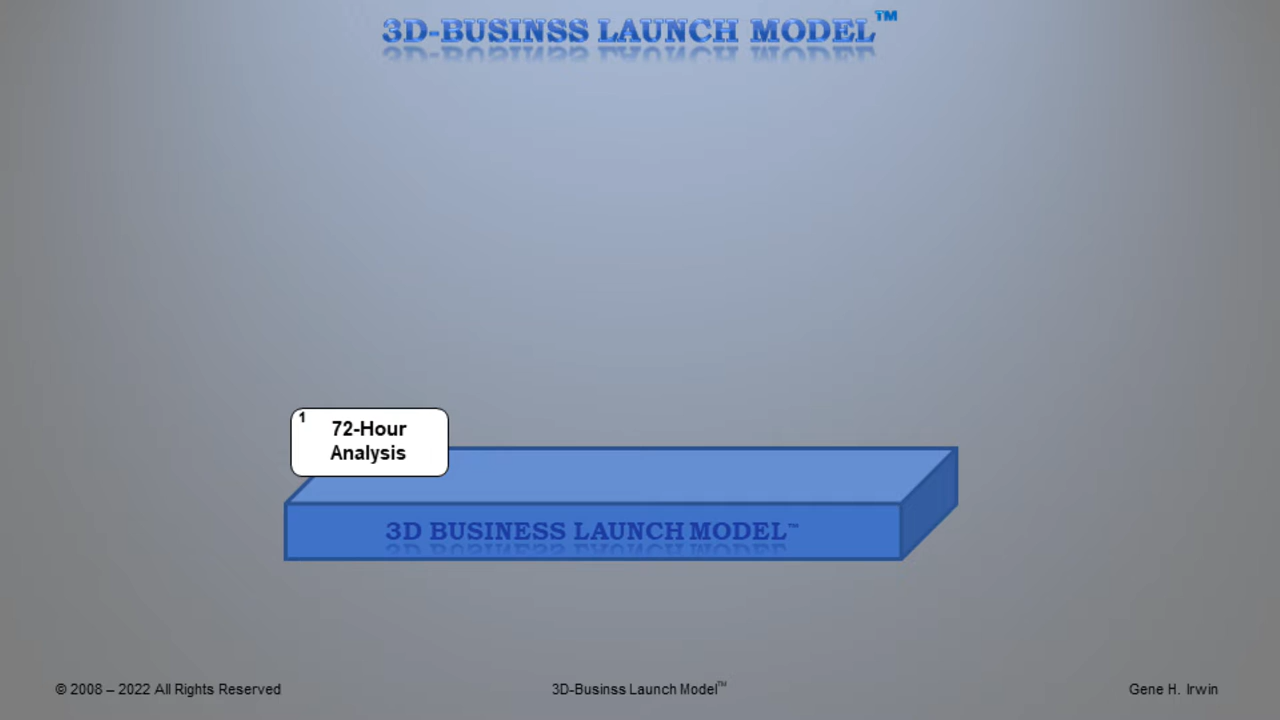 3D-BUSINSS LAUNCH MODEL™
1
72-Hour
Analysis
3D BUSINESS LAUNCH MODEL™
© 2008 – 2022 All Rights Reserved
3D-Businss Launch Model™
Gene H. Irwin